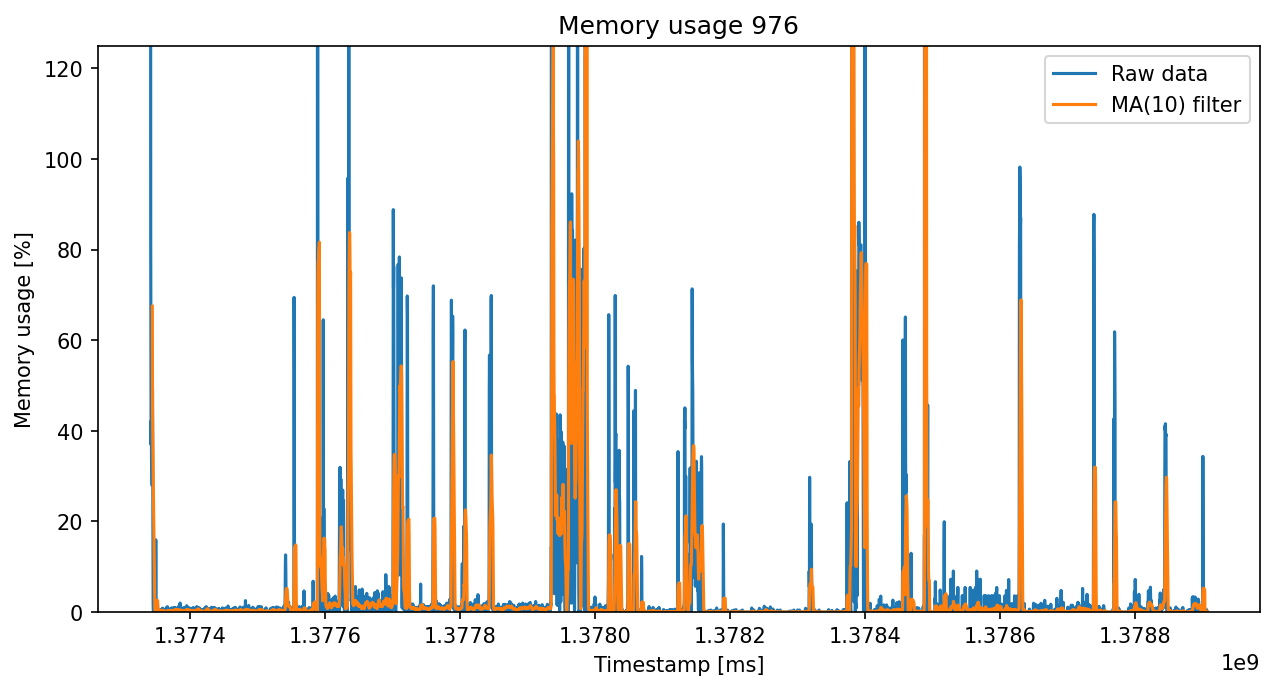 Memory usage 976
Raw data
MA(10) filter
Memory usage [%]
120
100
80
60
40
20
0
1.3774 1.3776 1.3778 1.3780 1.3782 1.3784 1.3786 1.3788
Timestamp [ms]
1e9